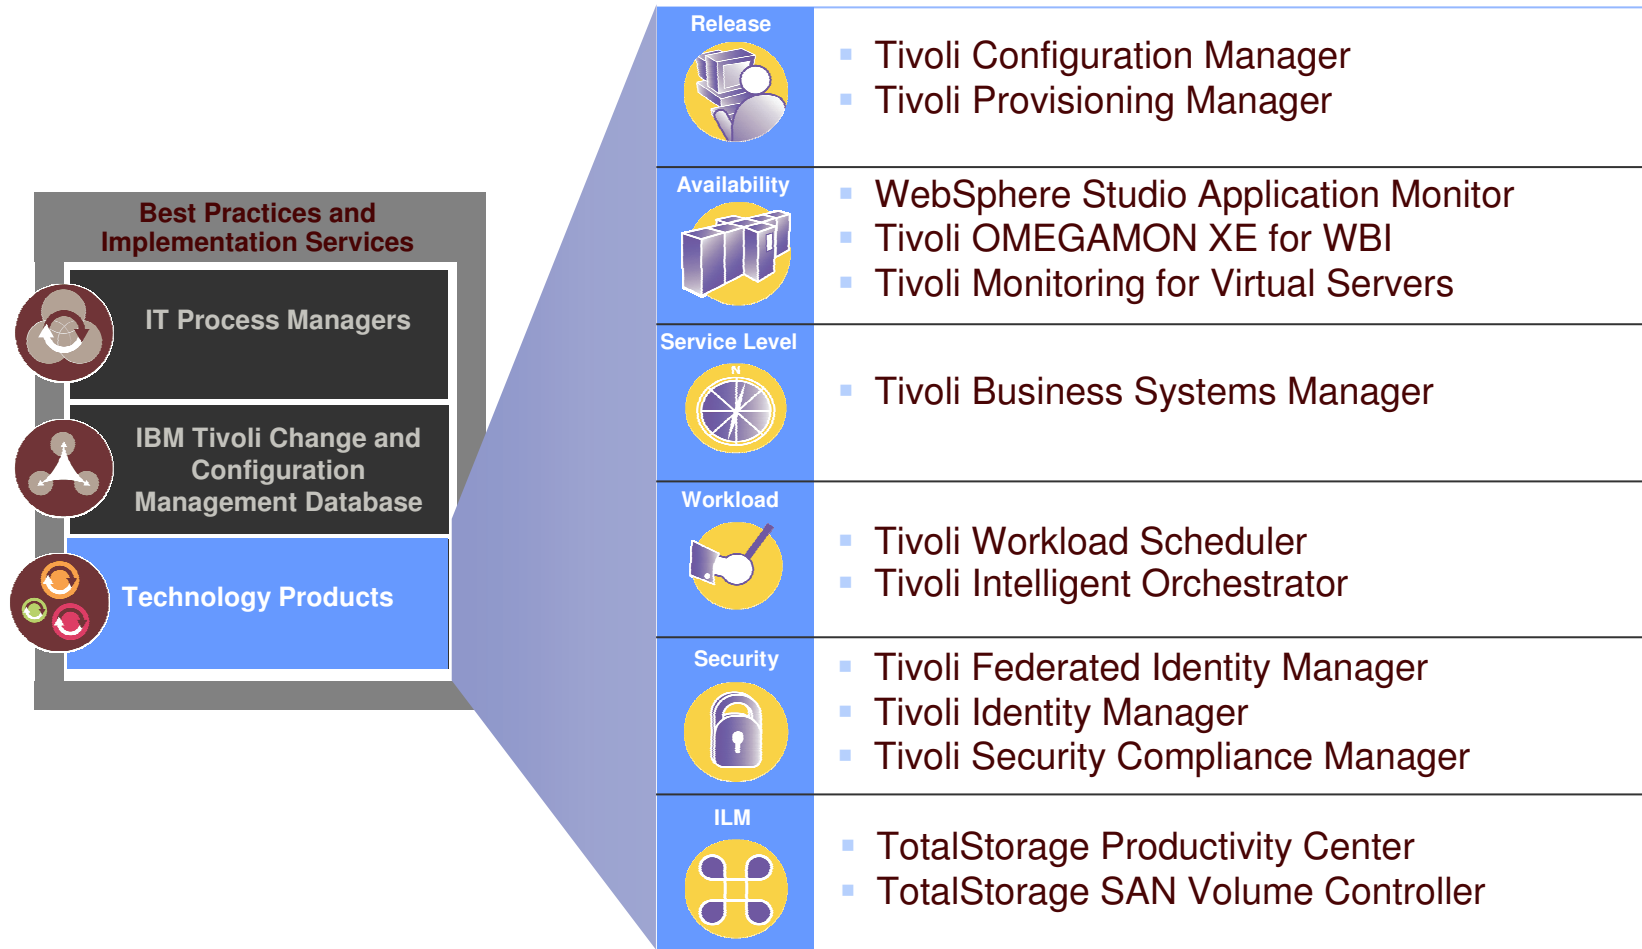 Best Practices and
Implementation Services
IT Process Managers
IBM Tivoli Change and
Configuration
Management Database
Technology Products
Release
Tivoli Configuration Manager
Tivoli Provisioning Manager
Availability
WebSphere Studio Application Monitor
Tivoli OMEGAMON XE for WBI
Tivoli Monitoring for Virtual Servers
Service Level
N
Tivoli Business Systems Manager
Workload
Tivoli Workload Scheduler
Tivoli Intelligent Orchestrator
Security
Tivoli Federated Identity Manager
Tivoli Identity Manager
Tivoli Security Compliance Manager
ILM
TotalStorage Productivity Center
TotalStorage SAN Volume Controller